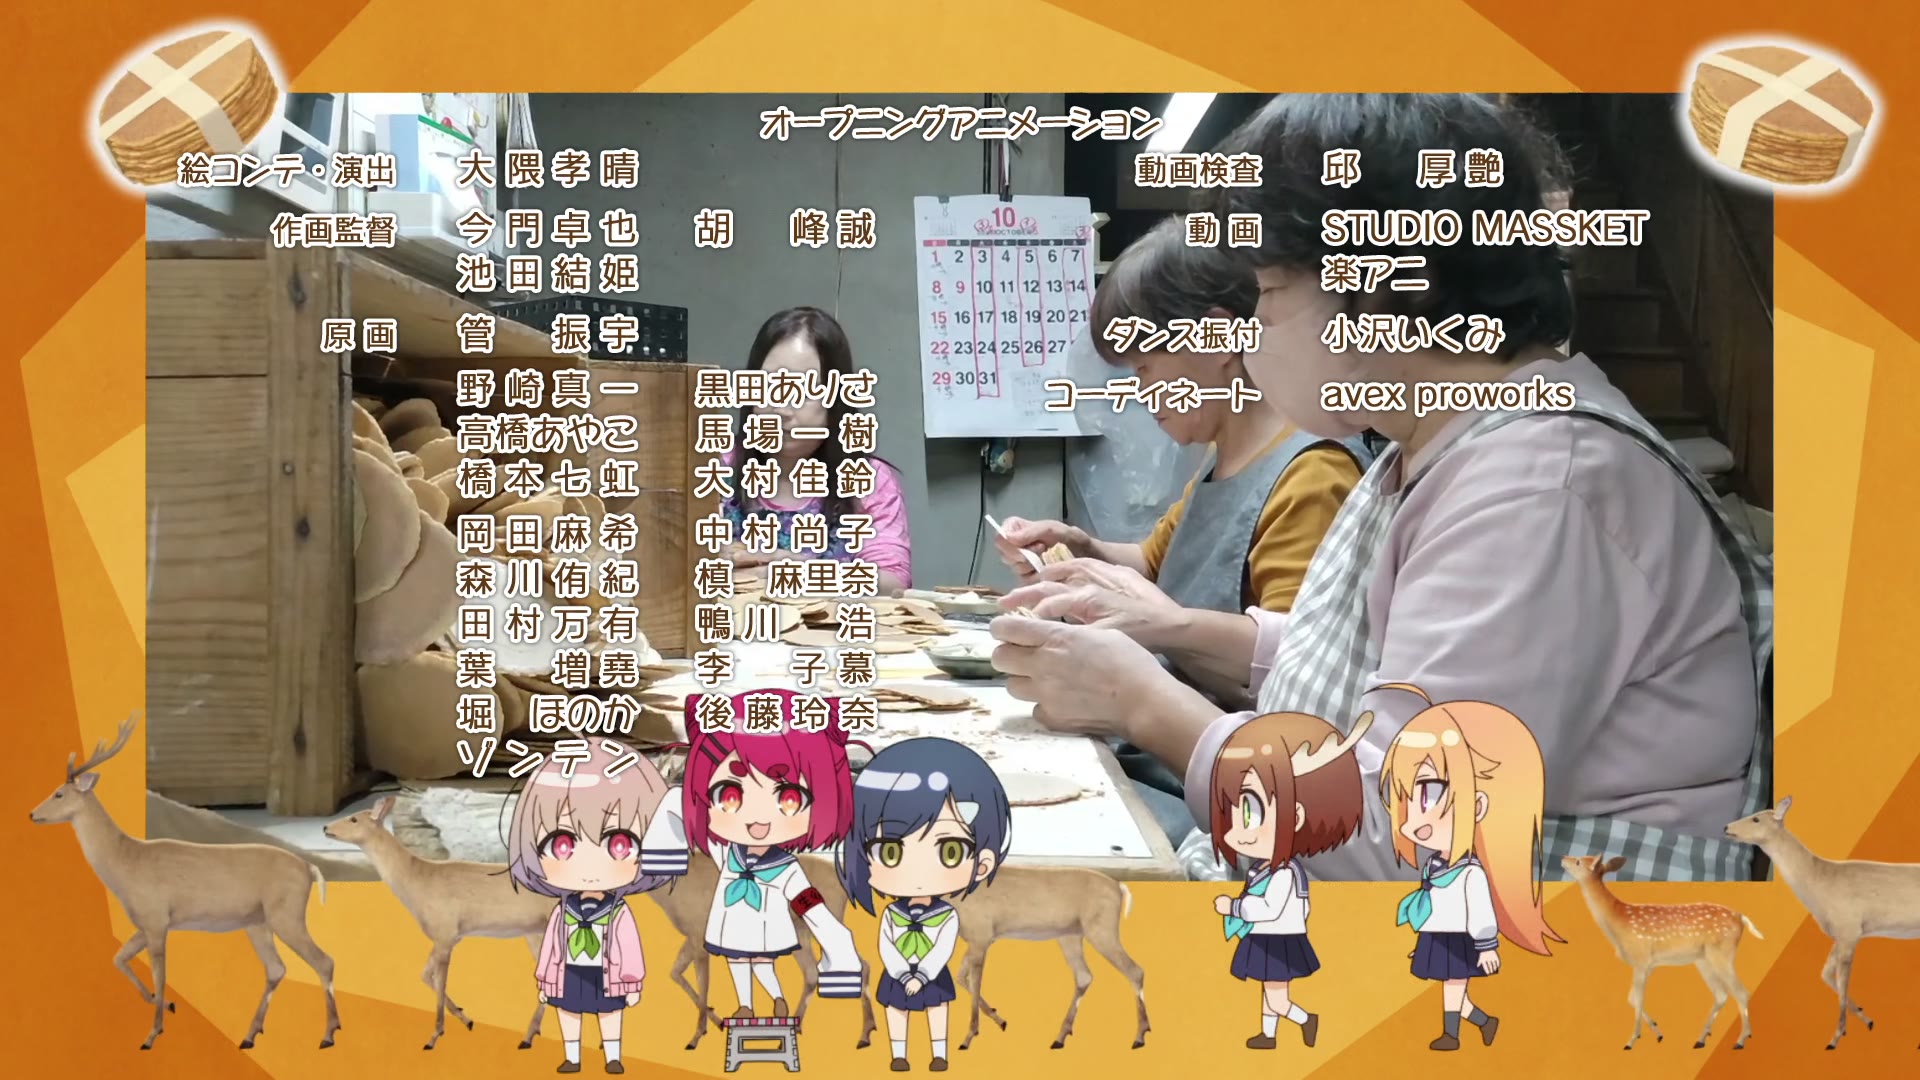 オープニングアニメーション
絵コンテ・演出 大隈孝晴
作画監督 今門卓也 胡 峰誠
池田結姫
原画 管 振宇
野崎真一 黒田ありさ
高橋あやこ 馬場一樹
橋本七虹 大村佳鈴
岡田麻希 中村尚子
森川侑紀 槙 麻里奈
田村万有 鴨川 浩
葉 増堯 李 子慕
堀 ほのか 後藤玲奈
ゾンテン
動画検査 邱 厚艶
動画 STUDIO MASSKET
楽アニ
ダンス振付 小沢いくみ
コーディネート avex proworks
10
OCTOBER
1 2 3 4 5 6 7
8 9 10 11 12 13 14
15 16 17 18 19 20 21
22 23 24 25 26 27
29 30 31